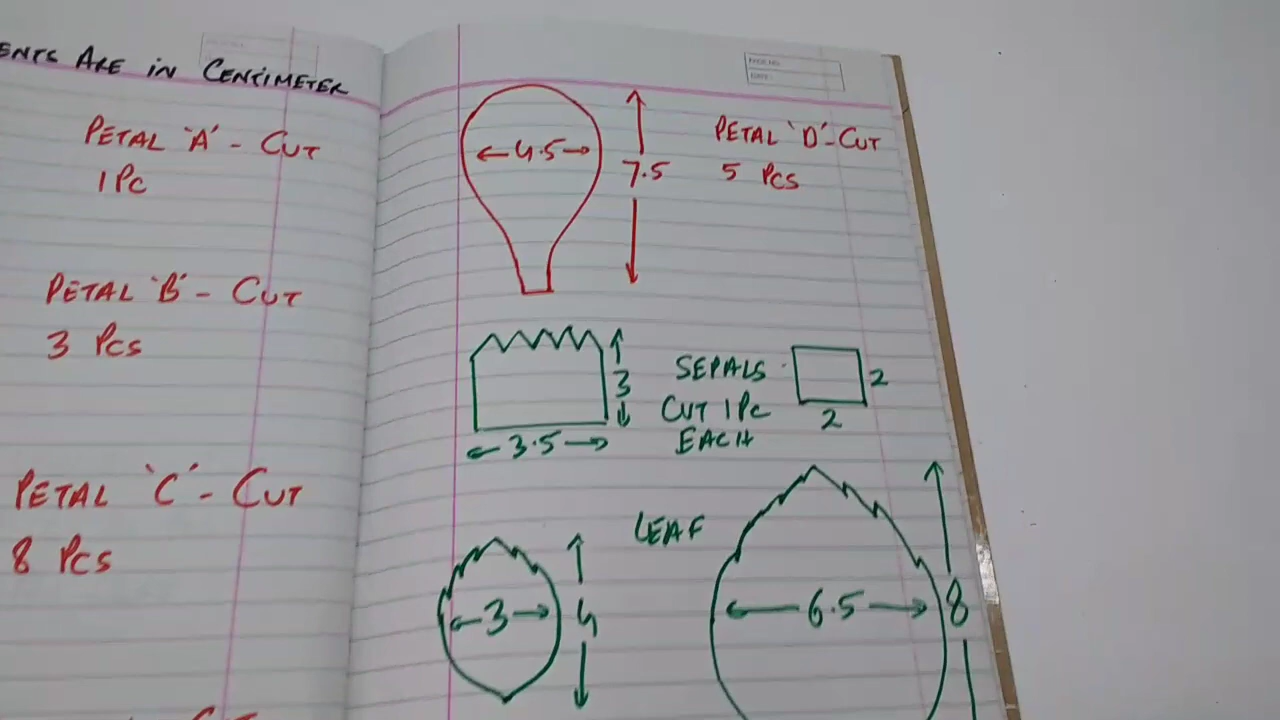 ENTS ARE IN CENTIMETER
PETAL 'A' - CUT
1 PC
PETAL 'B' - CUT
3 PCS
PETAL 'C' - CUT
8 PCS
4.5
7.5
PETAL 'D' - CUT
5 PCS
3
3.5
SEPALS
CUT 1 PC
EACH
2
2
LEAF
3
4
6.5
8